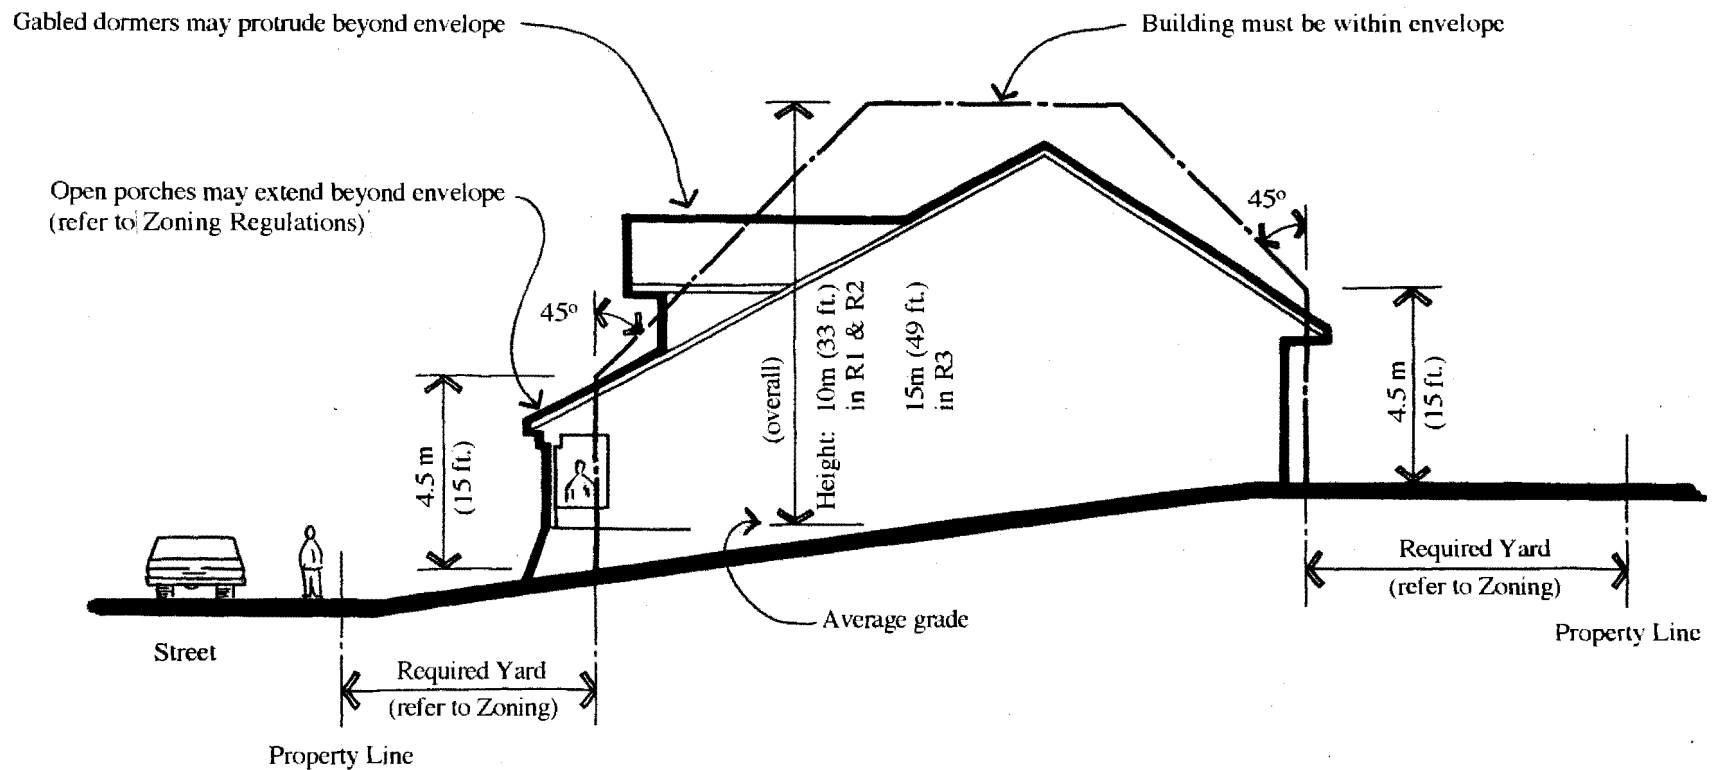 Gabled dormers may protrude beyond envelope
Building must be within envelope
Open porches may extend beyond envelope
(refer to Zoning Regulations)
45º
45º
(overall)
Height: 10m (33 ft.)
in R1 & R2
15m (49 ft.)
in R3
4.5 m
(15 ft.)
4.5 m
(15 ft.)
Required Yard
(refer to Zoning)
Average grade
Property Line
Street
Required Yard
(refer to Zoning)
Property Line